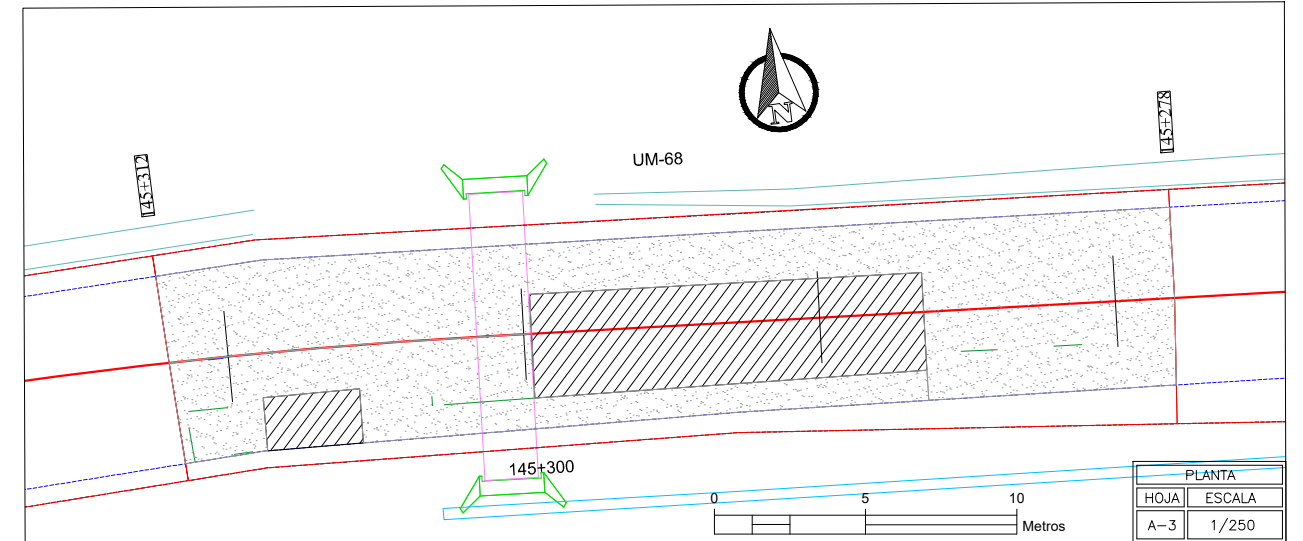 N
145+278
UM-68
145+312
145+300
0 5 10
Metros
PLANTA
HOJA ESCALA
A-3 1/250